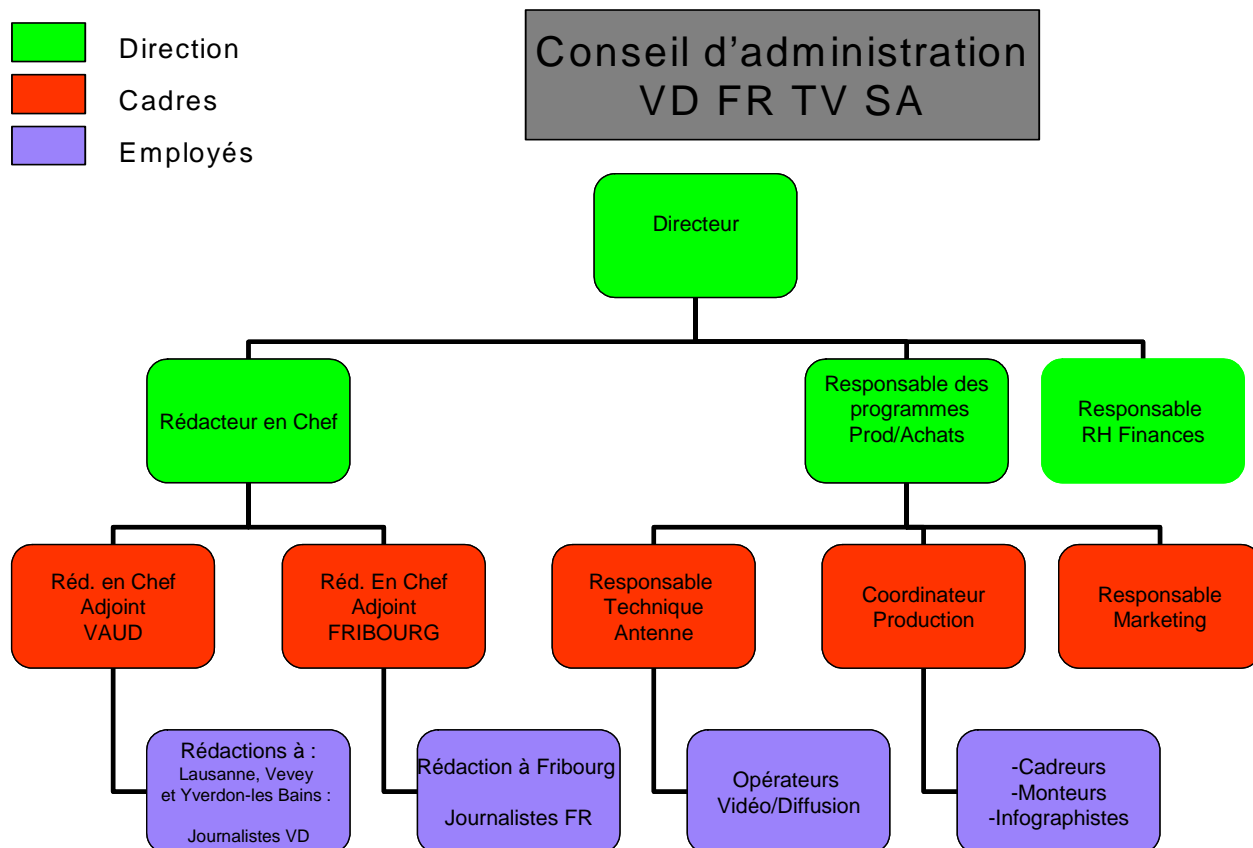 Direction
Cadres
Employés
Conseil d’administration
VD FR TV SA
Directeur
Rédacteur en Chef
Responsable des
programmes
Prod/Achats
Responsable
RH Finances
Réd. en Chef
Adjoint
VAUD
Réd. En Chef
Adjoint
FRIBOURG
Responsable
Technique
Antenne
Coordinateur
Production
Responsable
Marketing
Rédactions à :
Lausanne, Vevey
et Yverdon-les Bains :
Journalistes VD
Rédaction à Fribourg
Journalistes FR
Opérateurs
Vidéo/Diffusion
-Cadreurs
-Monteurs
-Infographistes